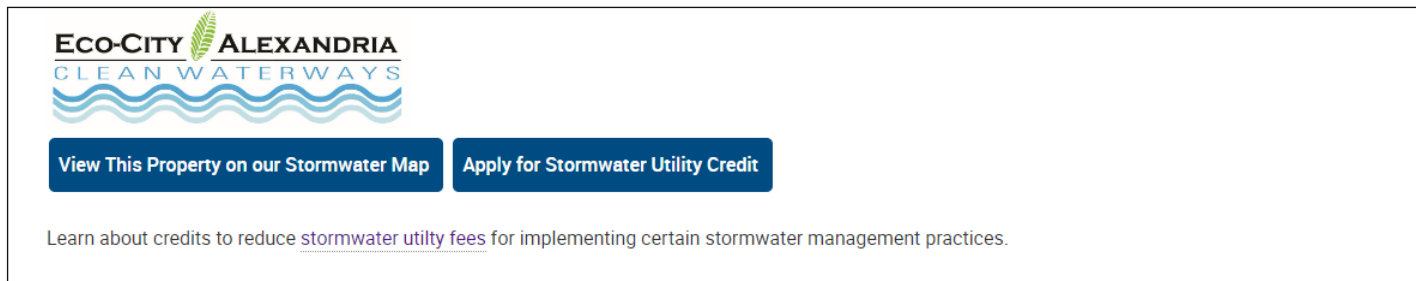 ECO-CITY ALEXANDRIA
CLEAN WATERWAYS
View This Property on our Stormwater Map Apply for Stormwater Utility Credit
Learn about credits to reduce stormwater utilty fees for implementing certain stormwater management practices.